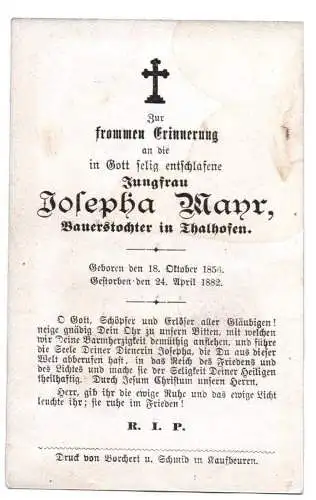 Zur
frommen Erinnerung
an die
in Gott selig entschlafene
Jungfrau
Josepha Mayr,
Bauerstochter in Thalhofen.
Geboren den 18. Oktober 1856.
Gestorben den 24. April 1882.
O Gott, Schöpfer und Erlöser aller Gläubigen!
neige gnädig Dein Ohr zu unsern Bitten, mit welchen
wir Deine Barmherzigkeit demüthig anflehen, und führe
die Seele Deiner Dienerin Josepha, die Du aus dieser
Welt abberufen hast, in das Reich des Friedens und
des Lichtes und mache sie der Seligkeit Deiner Heiligen
theilhaftig. Durch Jesum Christum unsern Herrn.
Herr, gib ihr die ewige Ruhe und das ewige Licht
leuchte ihr; sie ruhe im Frieden!
R. I. P.
Druck von Borchert u. Schmid in Kaufbeuren.